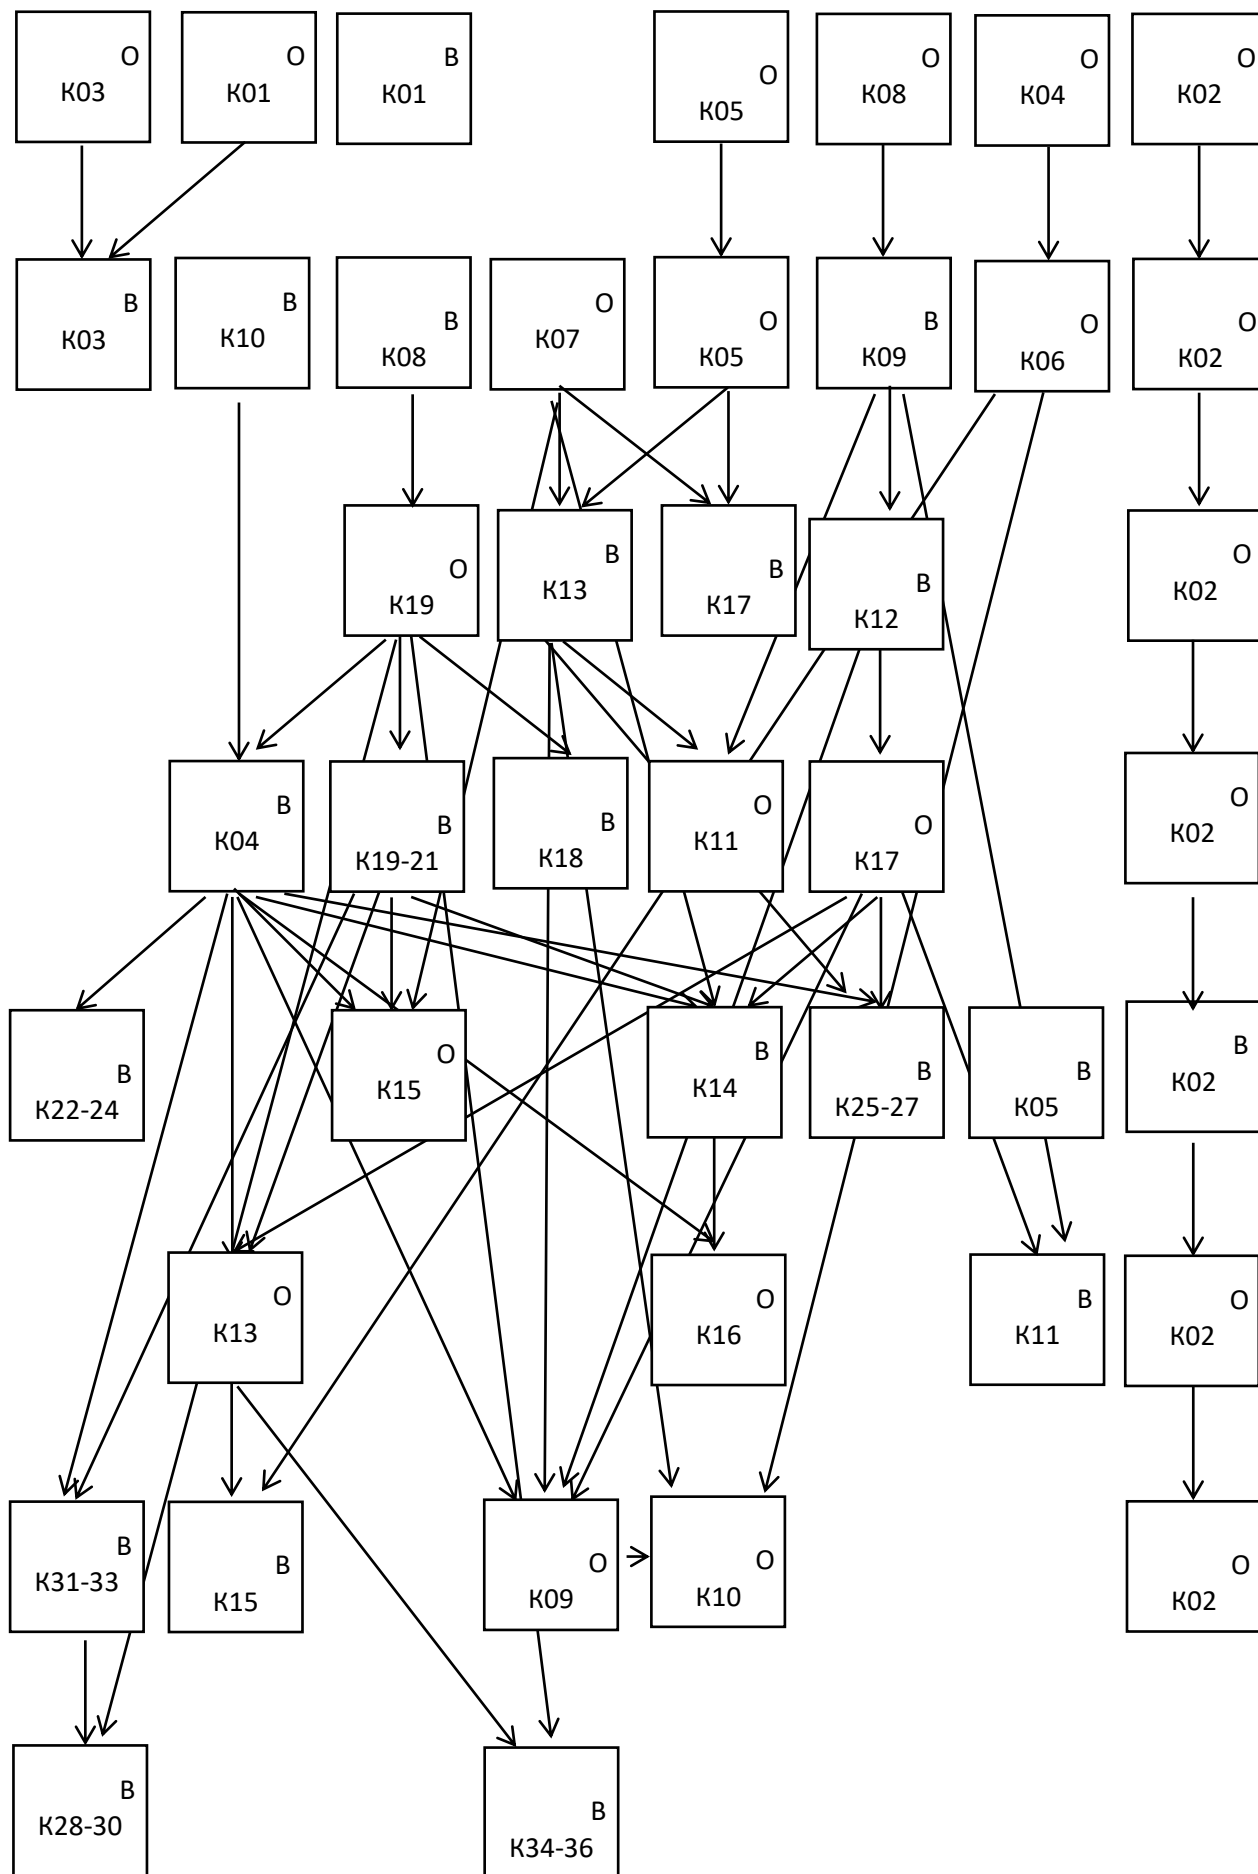 О
К03
О
К01
В
К01
О
К05
О
К08
О
К04
О
К02
В
К03
В
К10
В
К08
О
К07
О
К05
В
К09
О
К06
О
К02
О
К19
В
К13
В
К17
В
К12
О
К02
В
К04
В
К19-21
В
К18
О
К11
О
К17
О
К02
В
К22-24
О
К15
В
К14
В
К25-27
В
К05
В
К02
О
К13
О
К16
В
К11
О
К02
В
К31-33
В
К15
О
К09
О
К10
О
К02
В
К28-30
В
К34-36